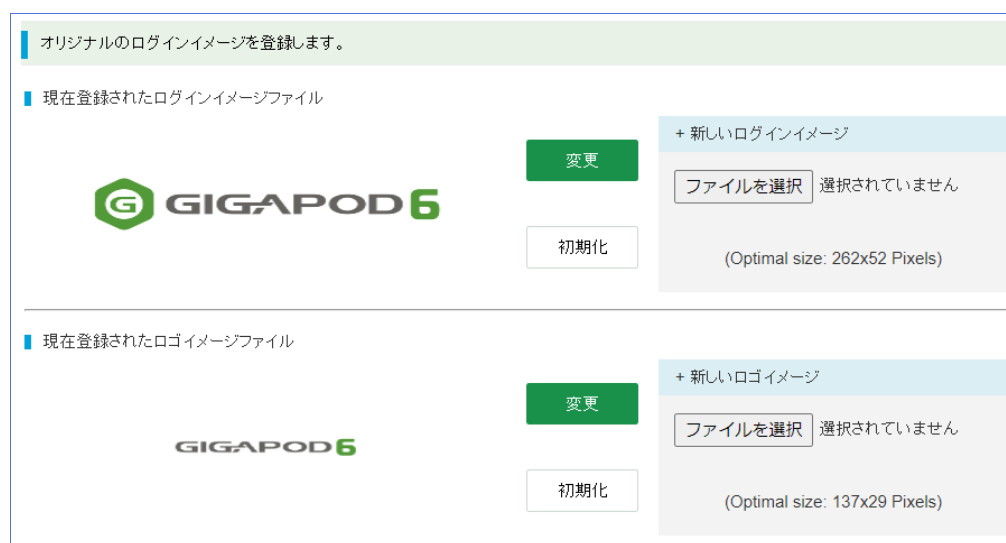 オリジナルのログインイメージを登録します。
現在登録されたログインイメージファイル
+ 新しいログインイメージ
変更
ファイルを選択 選択されていません
G GIGAPOD 6
初期化
(Optimal size: 262x52 Pixels)
現在登録されたロゴイメージファイル
+ 新しいロゴイメージ
変更
ファイルを選択 選択されていません
GIGAPOD 6
初期化
(Optimal size: 137x29 Pixels)